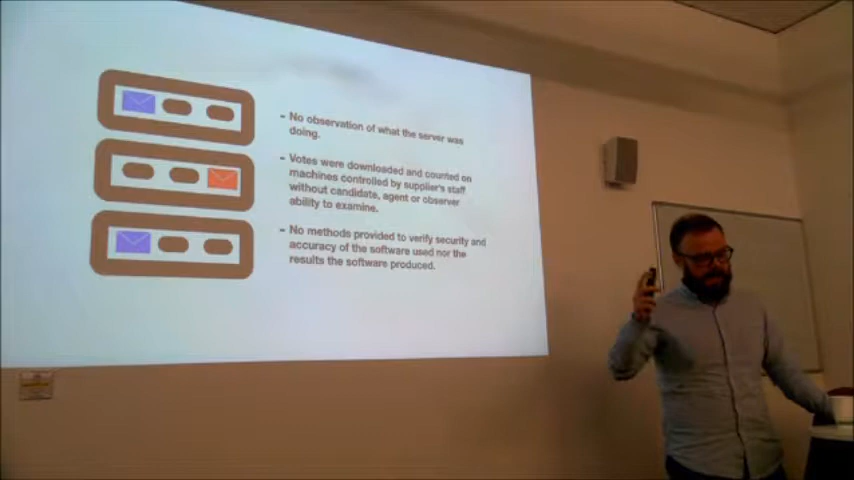 - No observation of what the server was
doing.
- Votes were downloaded and counted on
machines controlled by supplier's staff
without candidate, agent or observer
ability to examine.
- No methods provided to verify security and
accuracy of the software used nor the
results the software produced.